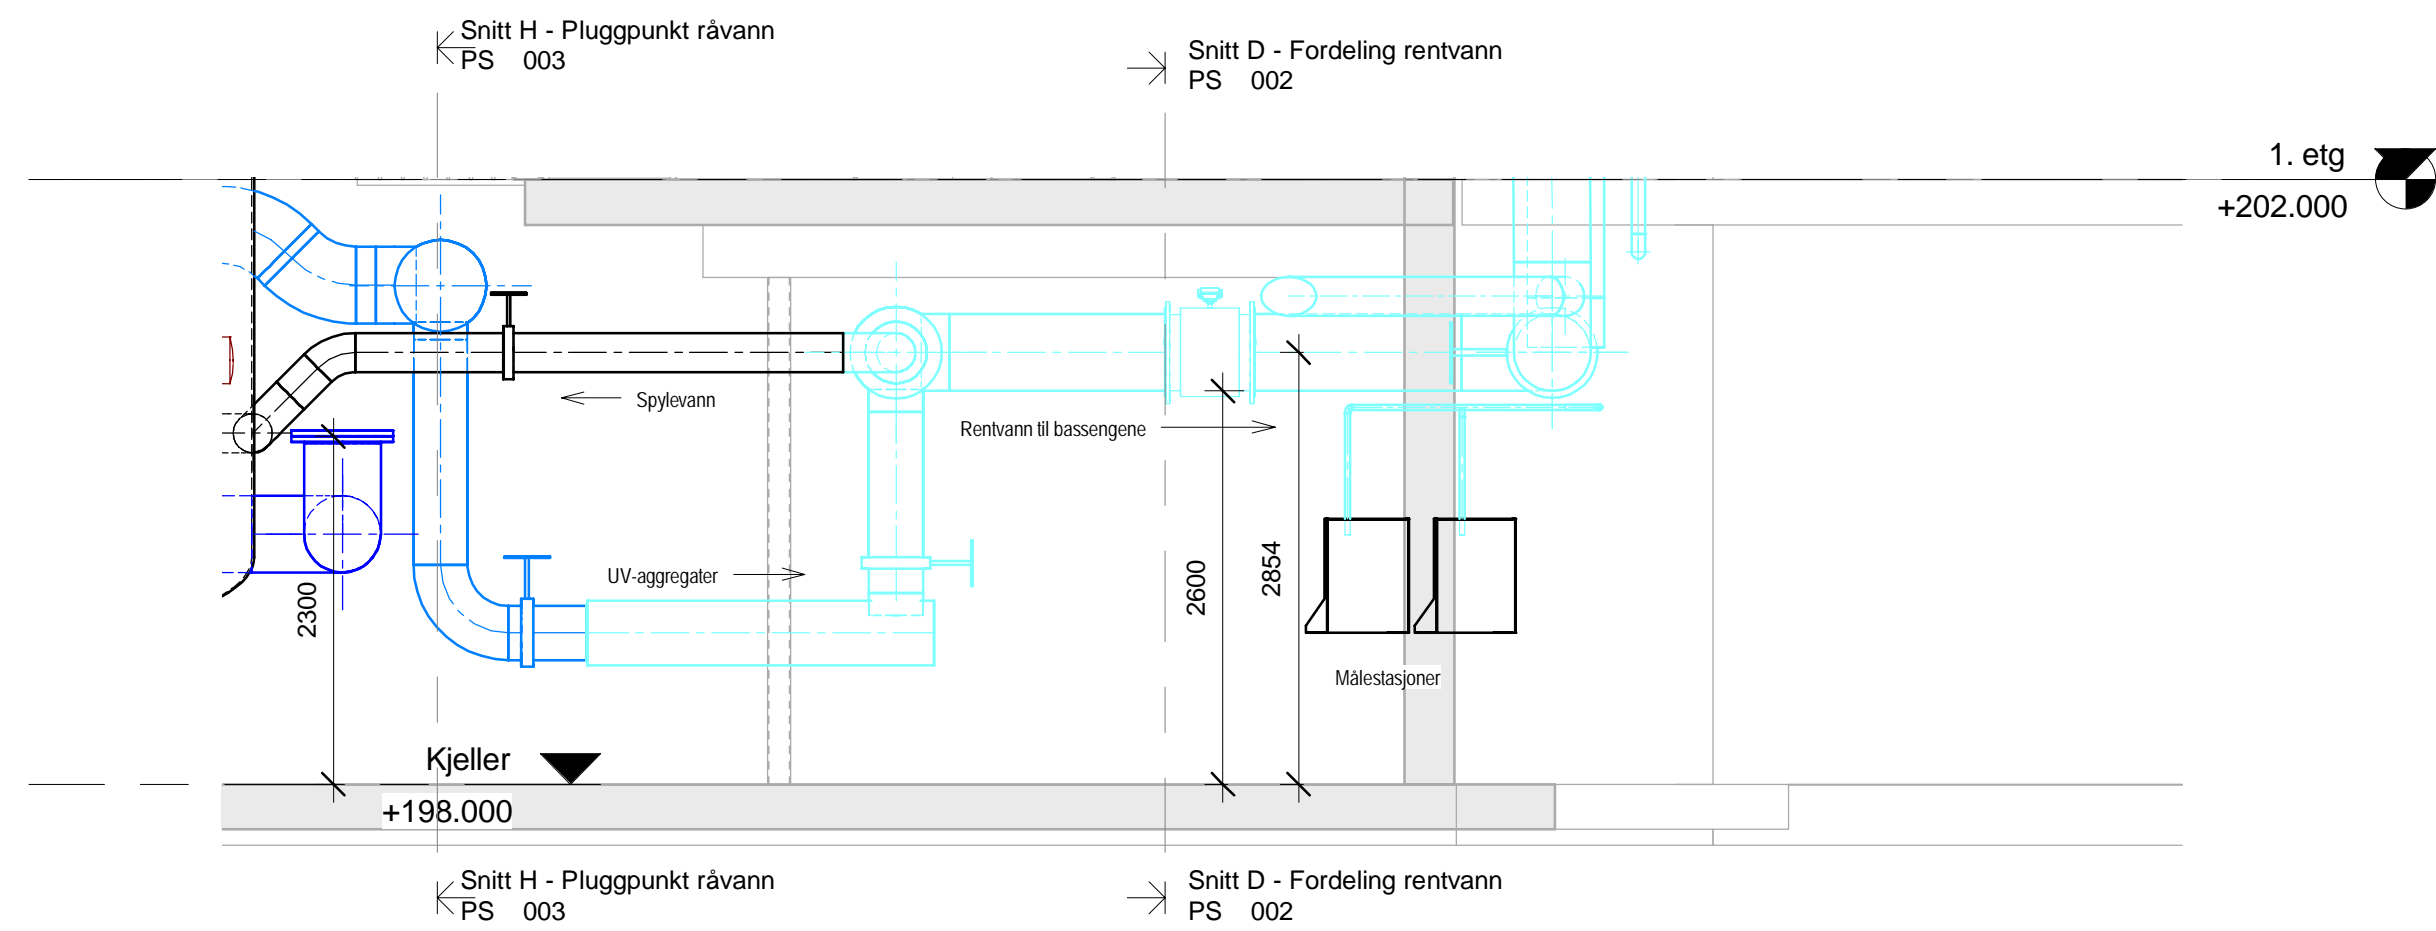 Snitt H - Pluggpunkt råvann
PS 003
Snitt D - Fordeling rentvann
PS 002
1. etg
+202.000
Spylevann
Rentvann til bassengene
UV-aggregater
2300
2600
2854
Målestasjoner
Kjeller
+198.000
Snitt H - Pluggpunkt råvann
PS 003
Snitt D - Fordeling rentvann
PS 002